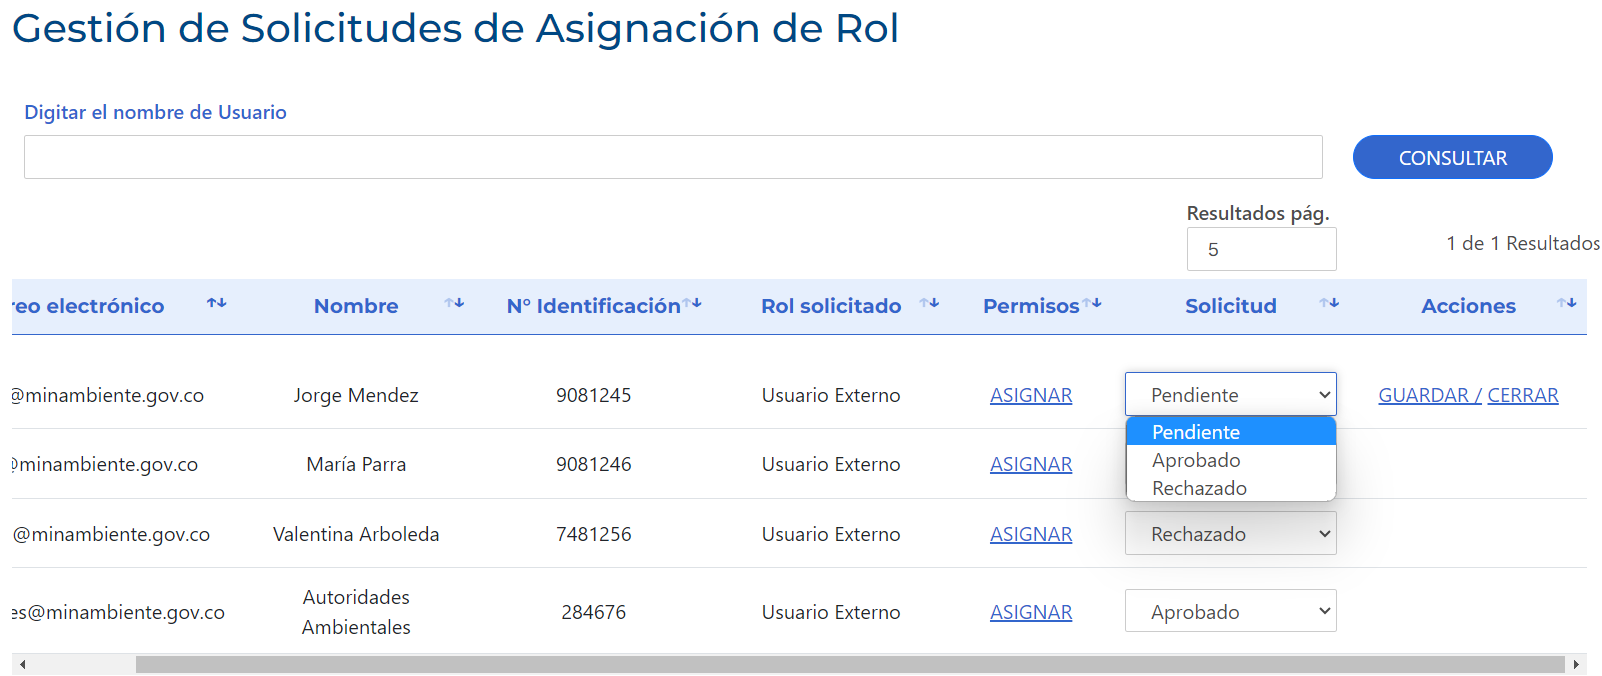 Gestión de Solicitudes de Asignación de Rol
Digitar el nombre de Usuario
CONSULTAR
Resultados pág.
5
1 de 1 Resultados
reo electrónico Nombre N° Identificación Rol solicitado Permisos Solicitud Acciones
@minambiente.gov.co Jorge Mendez 9081245 Usuario Externo ASIGNAR Pendiente GUARDAR / CERRAR
Pendiente
Aprobado
Rechazado
@minambiente.gov.co María Parra 9081246 Usuario Externo ASIGNAR
@minambiente.gov.co Valentina Arboleda 7481256 Usuario Externo ASIGNAR Rechazado
es@minambiente.gov.co Autoridades Ambientales 284676 Usuario Externo ASIGNAR Aprobado